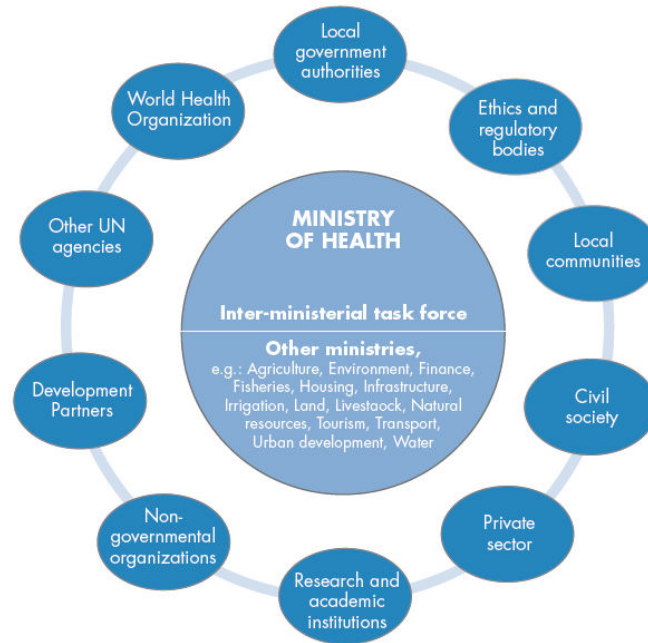 Local
government
authorities
Ethics and
regulatory
bodies
Local
communities
Civil
society
Private
sector
Research and
academic
institutions
Non-
governmental
organizations
Development
Partners
Other UN
agencies
World Health
Organization
MINISTRY
OF HEALTH
Inter-ministerial task force
Other ministries,
e.g.: Agriculture, Environment, Finance,
Fisheries, Housing, Infrastructure,
Irrigation, Land, Livestaock, Natural
resources, Tourism, Transport,
Urban development, Water